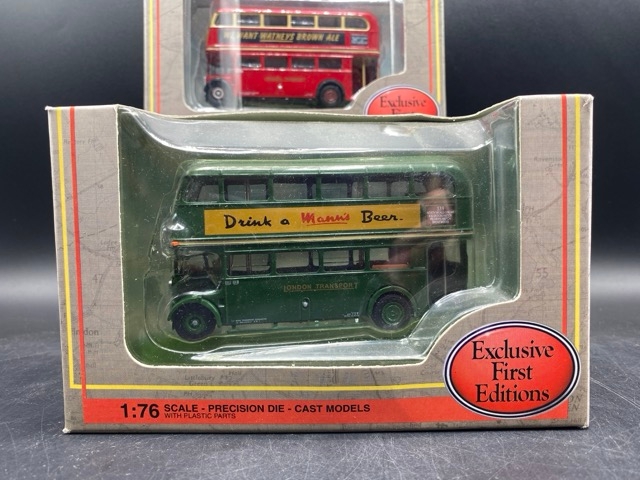 WATNEYS BROWN ALE
Exclusive
Drink a Mann's Beer.
LONDON TRANSPORT
55
Exclusive
First
Editions
1:76 SCALE - PRECISION DIE - CAST MODELS
WITH PLASTIC PARTS